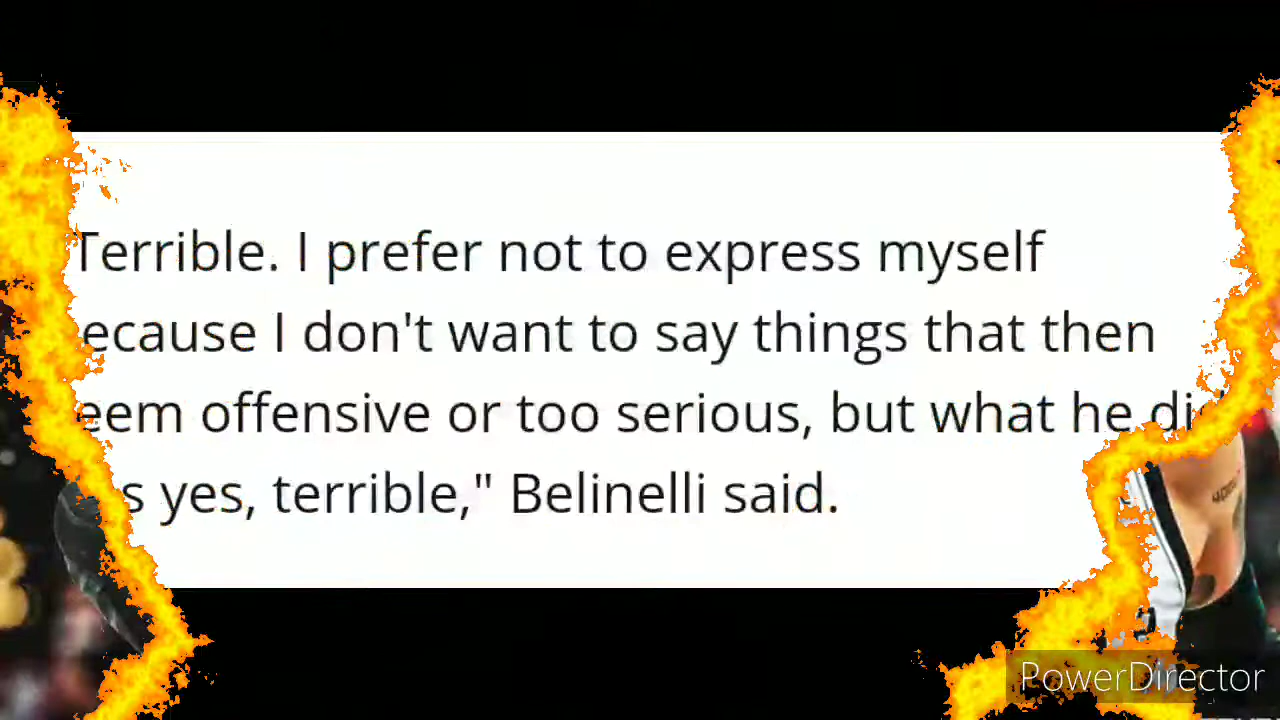 Terrible. I prefer not to express myself
ecause I don't want to say things that then
eem offensive or too serious, but what he di
s yes, terrible," Belinelli said.
PowerDirector